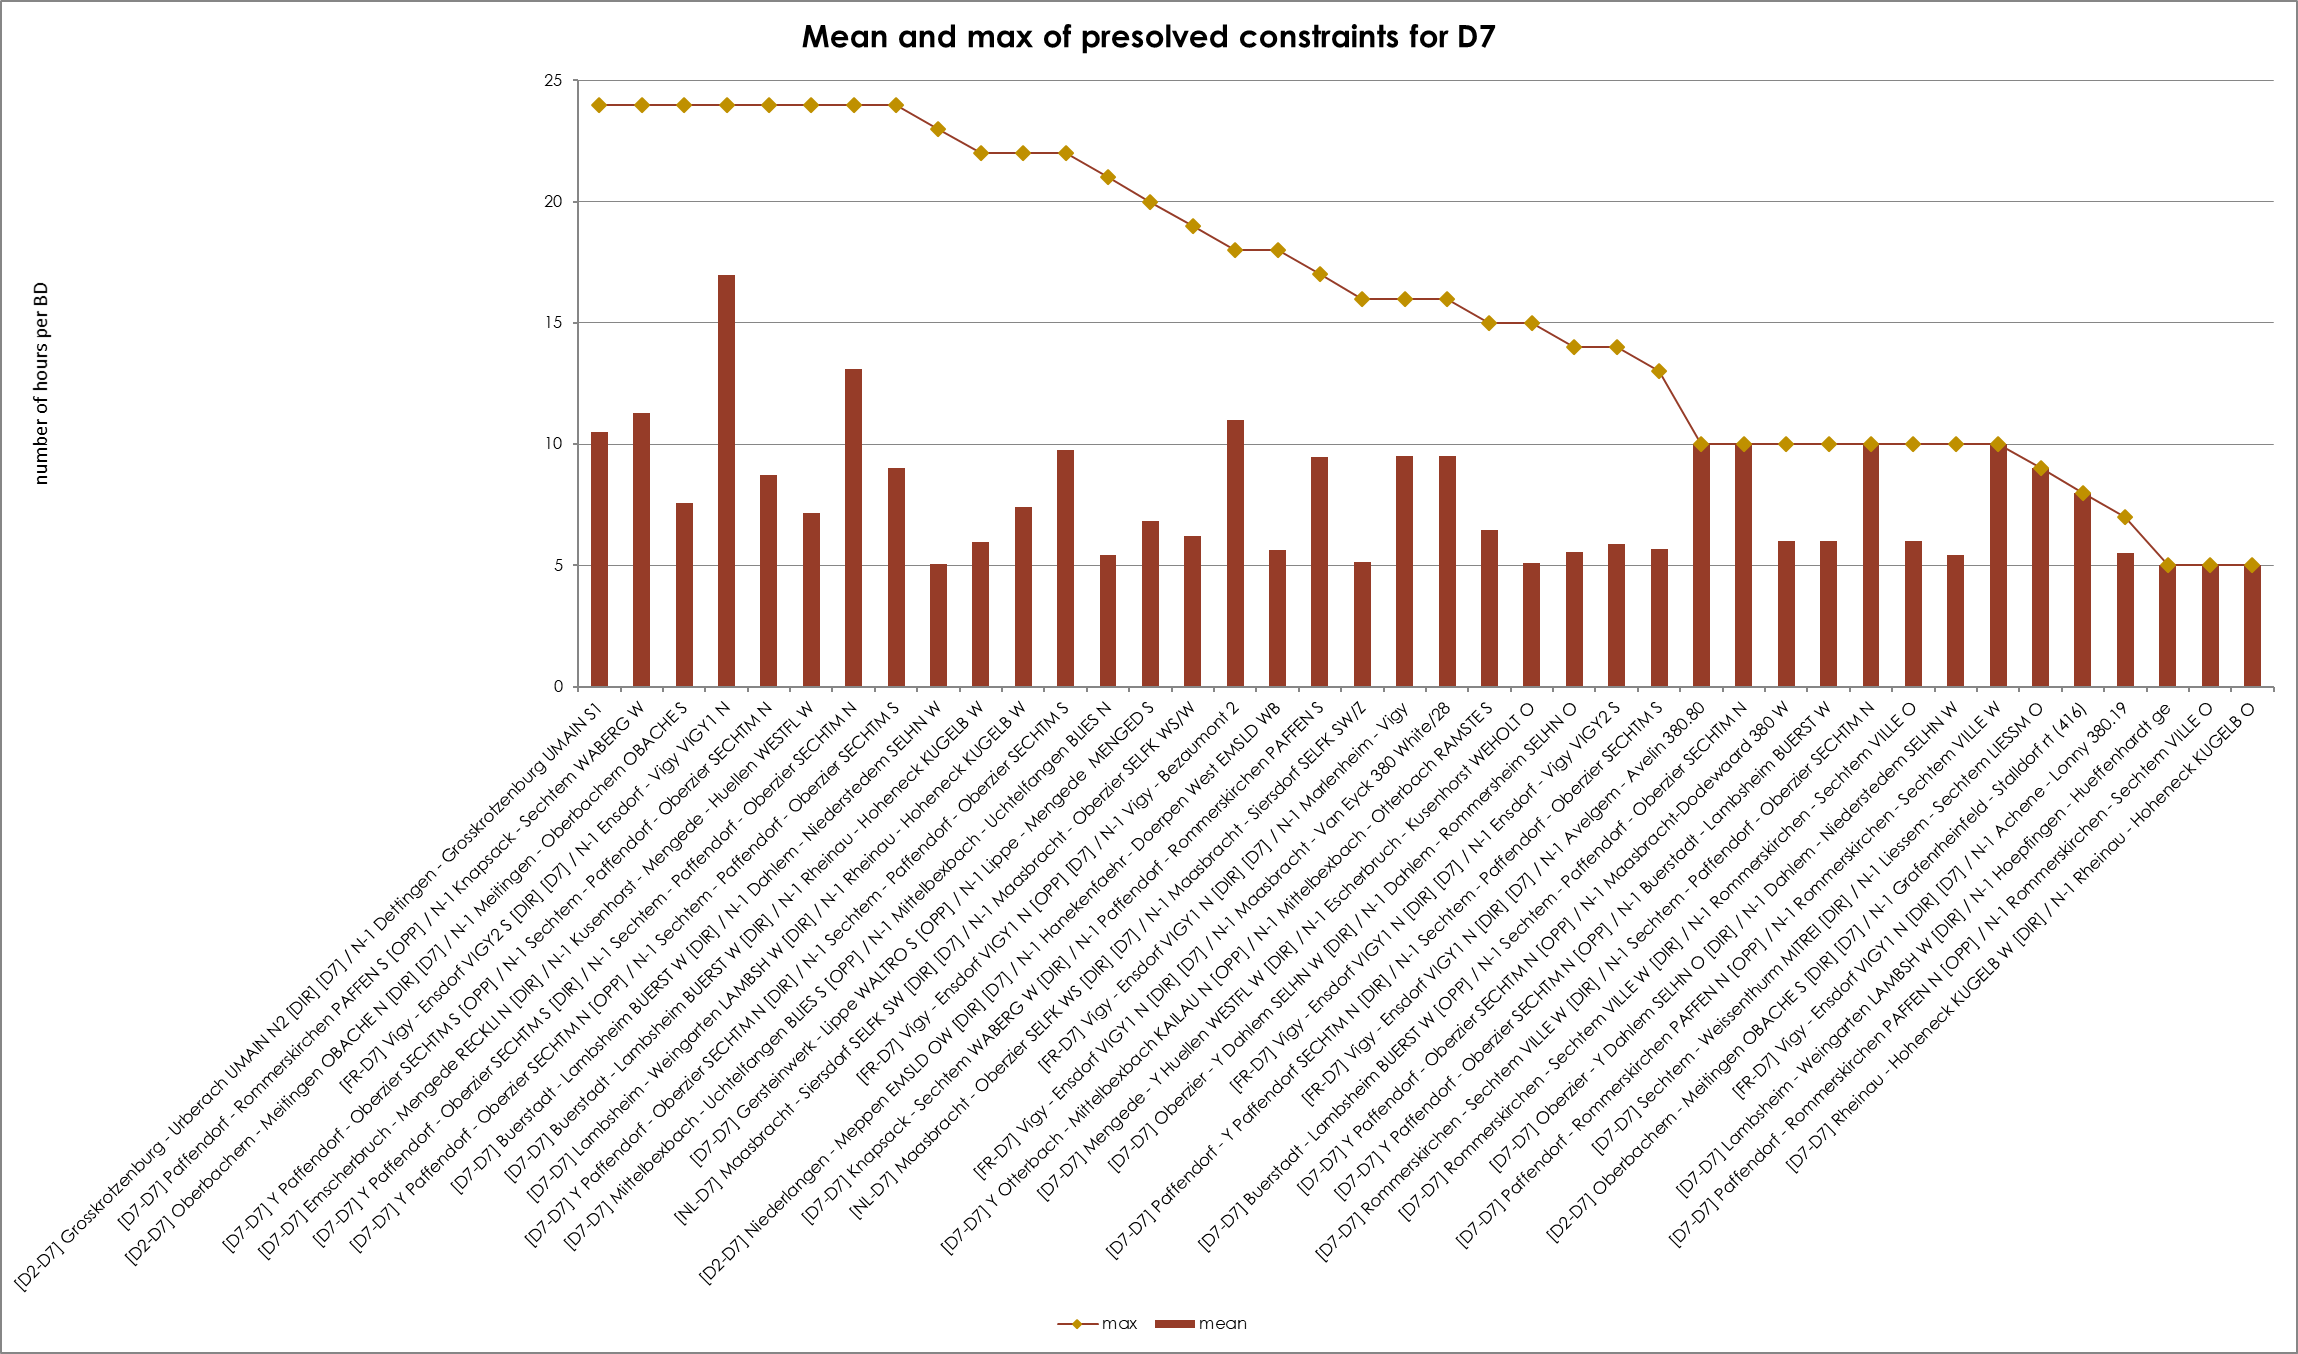 Mean and max of presolved constraints for D7
number of hours per BD
25
20
15
10
5
0
[D2-D7] Grosskrotzenburg - Urberach UMAIN N2 [DIR] [D7] / N-1 Dettingen - Grosskrotzenburg UMAIN S1
[D7-D7] Paffendorf - Rommerskirchen PAFFEN S [OPP] / N-1 Knapsack - Sechtem WABERG W
[D2-D7] Oberbachern - Meitingen OBACHE N [DIR] [D7] / N-1 Meitingen - Oberbachern OBACHE S
[FR-D7] Vigy - Ensdorf VIGY2 S [DIR] [D7] / N-1 Ensdorf - Vigy VIGY1 N
[D7-D7] Y Paffendorf - Oberzier SECHTM S [OPP] / N-1 Sechtem - Paffendorf - Oberzier SECHTM N
[D7-D7] Emscherbruch - Mengede RECKLI N [DIR] / N-1 Kusenhorst - Mengede - Huellen WESTFL W
[D7-D7] Y Paffendorf - Oberzier SECHTM S [DIR] / N-1 Sechtem - Paffendorf - Oberzier SECHTM N
[D7-D7] Y Paffendorf - Oberzier SECHTM N [OPP] / N-1 Sechtem - Paffendorf - Oberzier SECHTM S
[D7-D7] Buerstadt - Lambsheim BUERST W [DIR] / N-1 Dahlem - Niederstedem SELHN W
[D7-D7] Buerstadt - Lambsheim BUERST W [DIR] / N-1 Rheinau - Hoheneck KUGELB W
[D7-D7] Lambsheim - Weingarten LAMBSH W [DIR] / N-1 Rheinau - Hoheneck KUGELB W
[D7-D7] Y Paffendorf - Oberzier SECHTM N [DIR] / N-1 Sechtem - Paffendorf - Oberzier SECHTM S
[D7-D7] Mittelbexbach - Uchtelfangen BLIES S [OPP] / N-1 Mittelbexbach - Uchtelfangen BLIES N
[D7-D7] Gersteinwerk - Lippe WALTRO S [OPP] / N-1 Lippe - Mengede  MENGED S
[NL-D7] Maasbracht - Siersdorf SELFK SW [DIR] [D7] / N-1 Maasbracht - Oberzier SELFK WS/W
[FR-D7] Vigy - Ensdorf VIGY1 N [OPP] [D7] / N-1 Vigy - Bezaumont 2
[D2-D7] Niederlangen - Meppen EMSLD OW [DIR] [D7] / N-1 Hanekenfaehr - Doerpen West EMSLD WB
[D7-D7] Knapsack - Sechtem WABERG W [DIR] / N-1 Paffendorf - Rommerskirchen PAFFEN S
[NL-D7] Maasbracht - Oberzier SELFK WS [DIR] [D7] / N-1 Maasbracht - Siersdorf SELFK SW/Z
[FR-D7] Vigy - Ensdorf VIGY1 N [DIR] [D7] / N-1 Marlenheim - Vigy
[FR-D7] Vigy - Ensdorf VIGY1 N [DIR] [D7] / N-1 Maasbracht - Van Eyck 380 White/28
[D7-D7] Y Otterbach - Mittelbexbach KAILAU N [OPP] / N-1 Mittelbexbach - Otterbach RAMSTE S
[D7-D7] Mengede - Y Huellen WESTFL W [DIR] / N-1 Escherbruch - Kusenhorst WEHOLT O
[D7-D7] Oberzier - Y Dahlem SELHN W [DIR] / N-1 Dahlem - Rommersheim SELHN O
[FR-D7] Vigy - Ensdorf VIGY1 N [DIR] [D7] / N-1 Ensdorf - Vigy VIGY2 S
[D7-D7] Paffendorf - Y Paffendorf SECHTM N [DIR] / N-1 Sechtem - Paffendorf - Oberzier SECHTM S
[FR-D7] Vigy - Ensdorf VIGY1 N [DIR] [D7] / N-1 Avelgem - Avelin 380.80
[D7-D7] Buerstadt - Lambsheim BUERST W [OPP] / N-1 Sechtem - Paffendorf - Oberzier SECHTM N
[D7-D7] Y Paffendorf - Oberzier SECHTM N [OPP] / N-1 Maasbracht-Dodewaard 380 W
[D7-D7] Y Paffendorf - Oberzier SECHTM N [OPP] / N-1 Buerstadt - Lambsheim BUERST W
[D7-D7] Rommerskirchen - Sechtem VILLE W [DIR] / N-1 Sechtem - Paffendorf - Oberzier SECHTM N
[D7-D7] Rommerskirchen - Sechtem VILLE W [DIR] / N-1 Rommerskirchen - Sechtem VILLE O
[D7-D7] Oberzier - Y Dahlem SELHN O [DIR] / N-1 Dahlem - Niederstedem SELHN W
[D7-D7] Paffendorf - Rommerskirchen PAFFEN N [OPP] / N-1 Rommerskirchen - Sechtem VILLE W
[D7-D7] Sechtem - Weissenthurm MITREI [DIR] / N-1 Liessem - Sechtem LIESSM O
[D2-D7] Oberbachern - Meitingen OBACHE S [DIR] [D7] / N-1 Grafenrheinfeld - Stalldorf rt (416)
[FR-D7] Vigy - Ensdorf VIGY1 N [DIR] [D7] / N-1 Achene - Lonny 380.19
[D7-D7] Lambsheim - Weingarten LAMBSH W [DIR] / N-1 Hoepfingen - Hueffenhardt ge
[D7-D7] Paffendorf - Rommerskirchen PAFFEN N [OPP] / N-1 Rommerskirchen - Sechtem VILLE O
[D7-D7] Rheinau - Hoheneck KUGELB W [DIR] / N-1 Rheinau - Hoheneck KUGELB O
max
mean